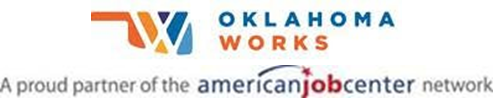 OKLAHOMA
WORKS
A proud partner of the americanjobcenter network